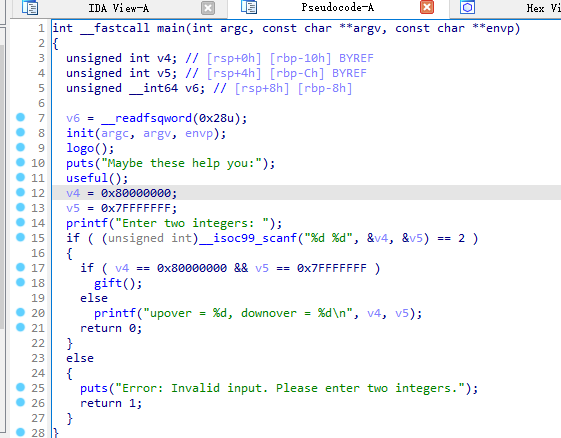 IDA View-A Pseudocode-A Hex Vi
1 int __fastcall main(int argc, const char **argv, const char **envp)
2 {
3 unsigned int v4; // [rsp+0h] [rbp-10h] BYREF
4 unsigned int v5; // [rsp+4h] [rbp-Ch] BYREF
5 unsigned __int64 v6; // [rsp+8h] [rbp-8h]
6
7 v6 = __readfsqword(0x28u);
8 init(argc, argv, envp);
9 logo();
10 puts("Maybe these help you:");
11 useful();
12 v4 = 0x80000000;
13 v5 = 0x7FFFFFFF;
14 printf("Enter two integers: ");
15 if ( (unsigned int)__isoc99_scanf("%d %d", &v4, &v5) == 2 )
16 {
17 if ( v4 == 0x80000000 && v5 == 0x7FFFFFFF )
18 gift();
19 else
20 printf("upover = %d, downover = %d\n", v4, v5);
21 return 0;
22 }
23 else
24 {
25 puts("Error: Invalid input. Please enter two integers.");
26 return 1;
27 }
28 }